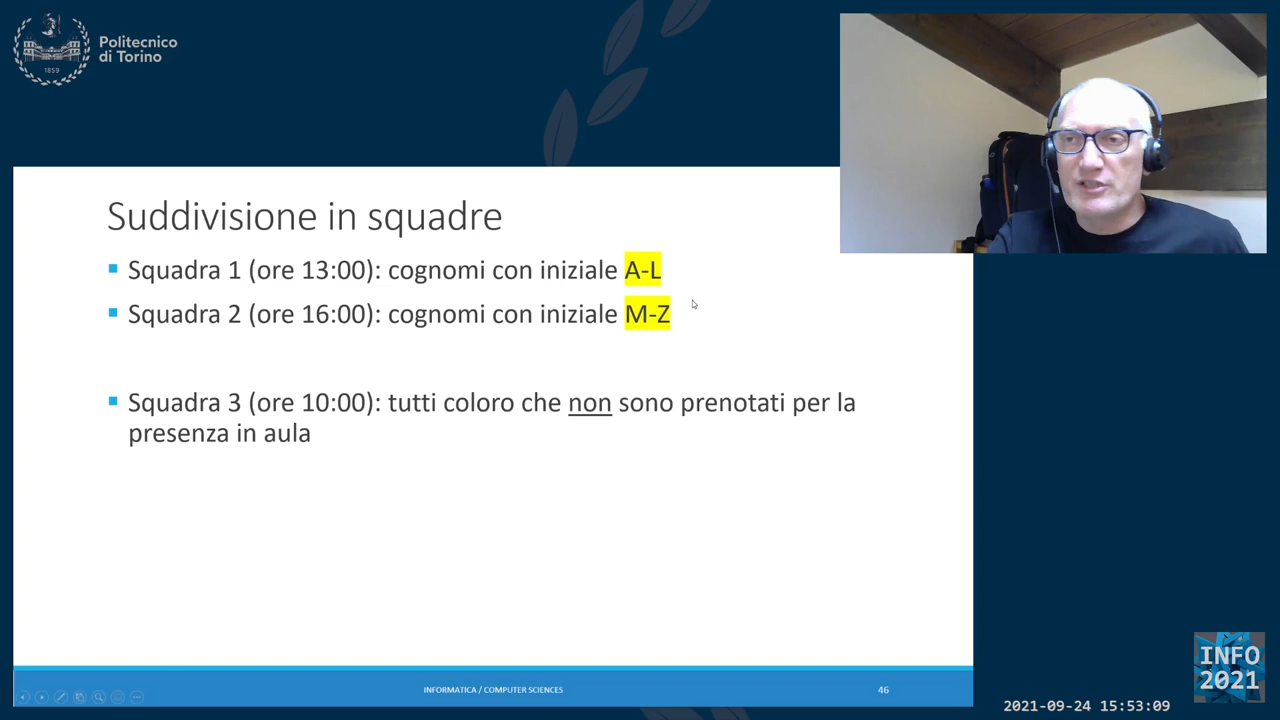 Politecnico
di Torino
1859
Suddivisione in squadre
Squadra 1 (ore 13:00): cognomi con iniziale A-L
Squadra 2 (ore 16:00): cognomi con iniziale M-Z
Squadra 3 (ore 10:00): tutti coloro che non sono prenotati per la
presenza in aula
INFORMATICA / COMPUTER SCIENCES
46
INFO
2021
2021-09-24 15:53:09